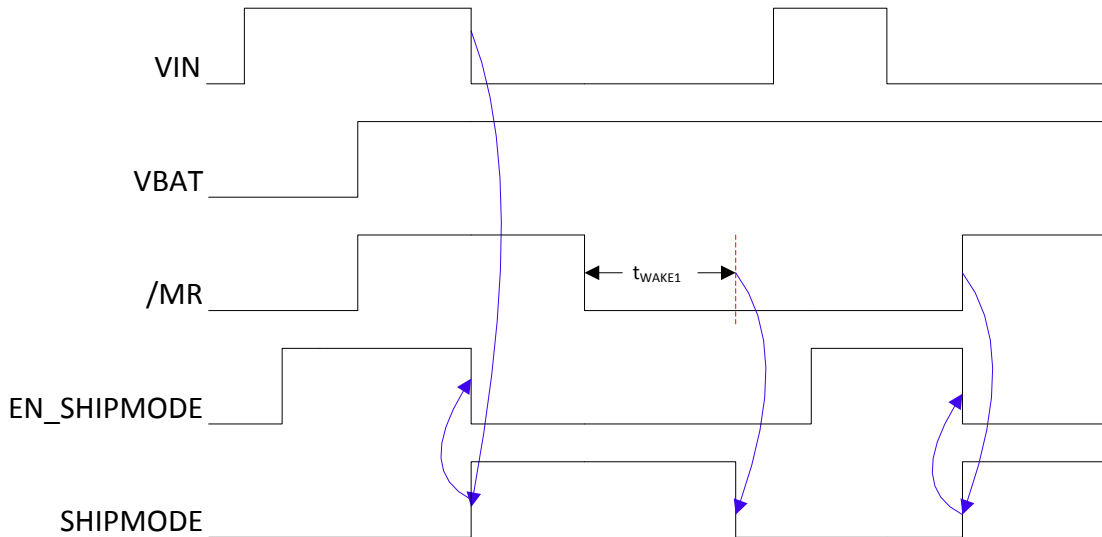 VIN
VBAT
/MR
tWAKE1
EN_SHIPMODE
SHIPMODE